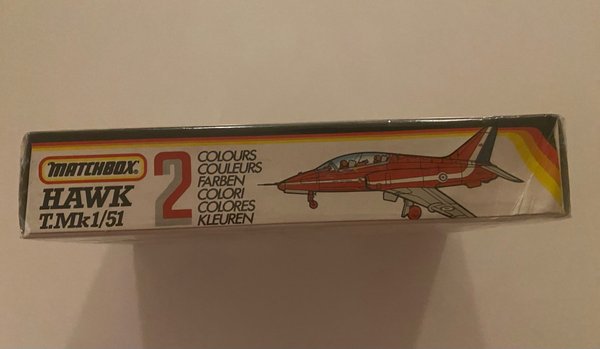 MATCHBOX
HAWK
T.Mk1/51
2
COLOURS
COULEURS
FARBEN
COLORI
COLORES
KLEUREN